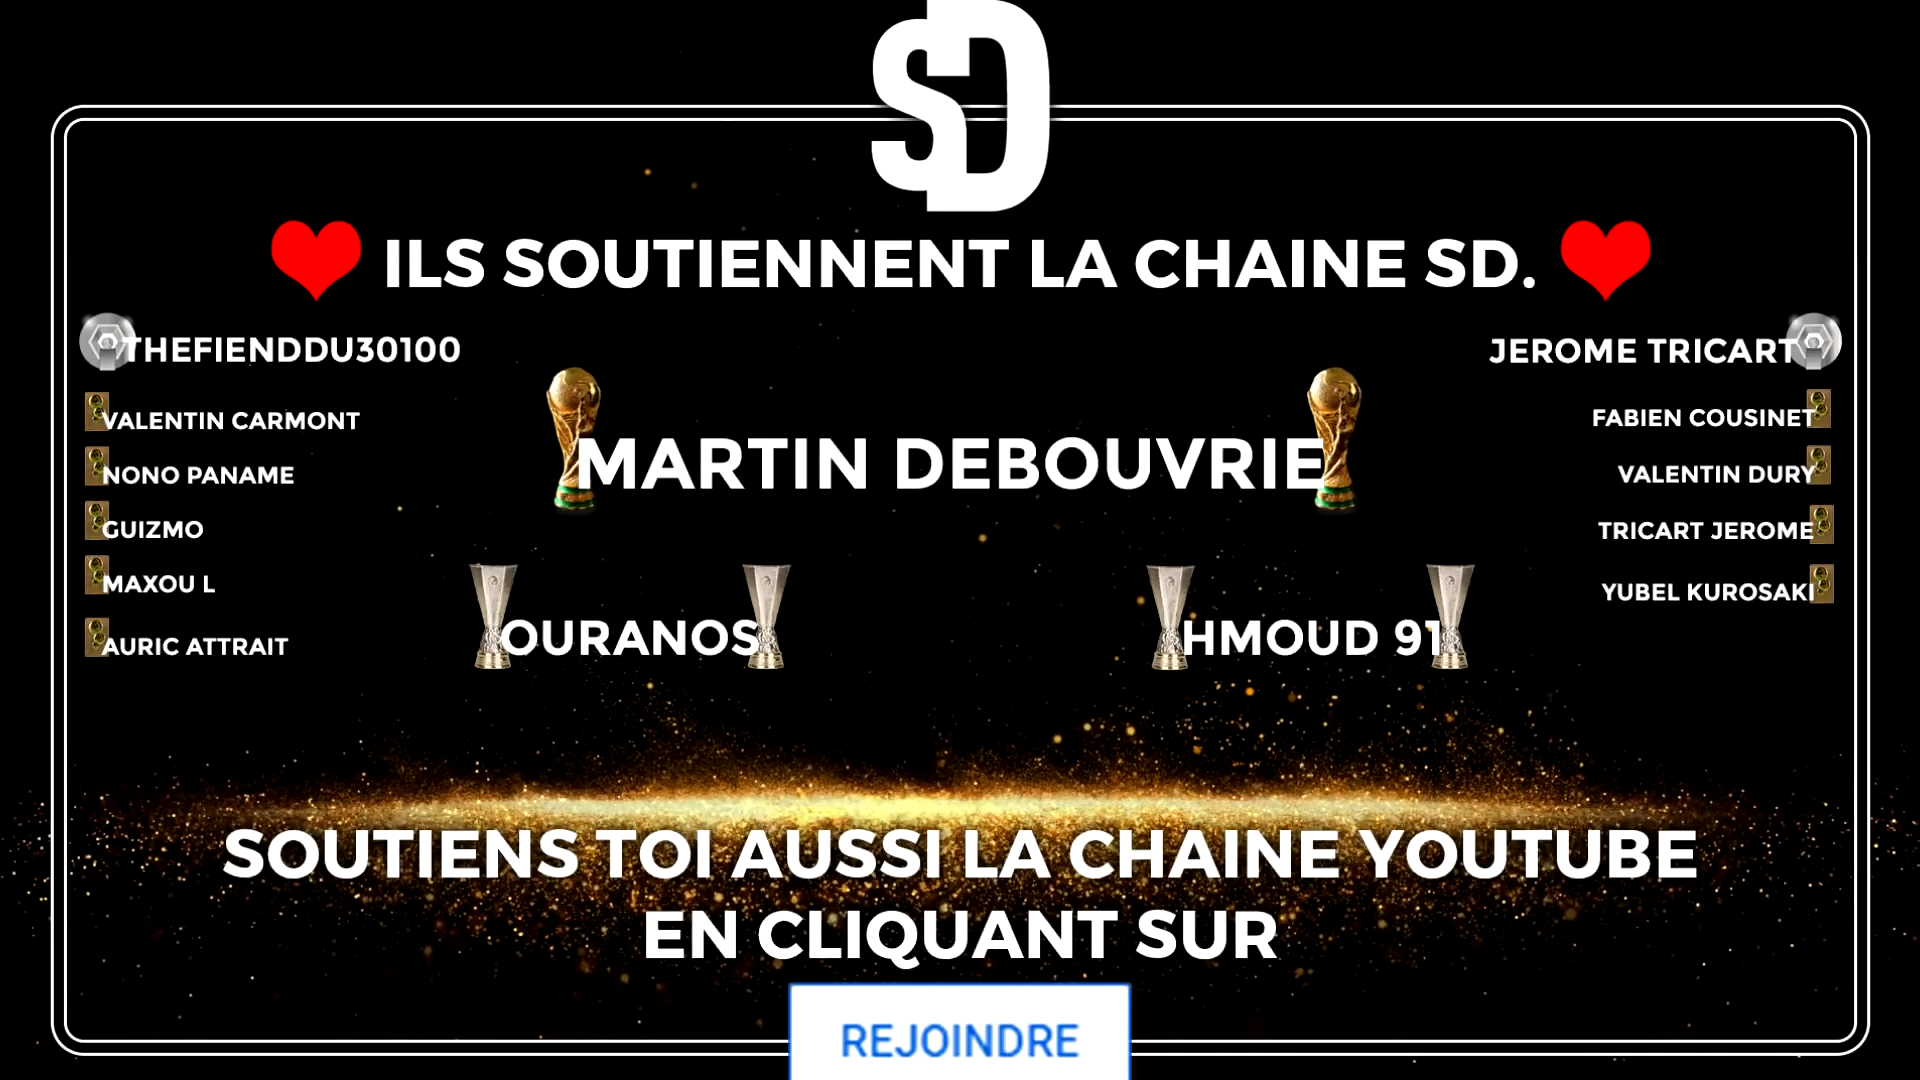 SD
ILS SOUTIENNENT LA CHAINE SD.
THEFIENDDU30100
JEROME TRICART
VALENTIN CARMONT
FABIEN COUSINET
MARTIN DEBOUVRIE
NONO PANAME
VALENTIN DURY
GUIZMO
TRICART JEROME
MAXOU L
YUBEL KUROSAKI
OURANOS
HMOUD 91
AURIC ATTRAIT
SOUTIENS TOI AUSSI LA CHAINE YOUTUBE
EN CLIQUANT SUR
REJOINDRE